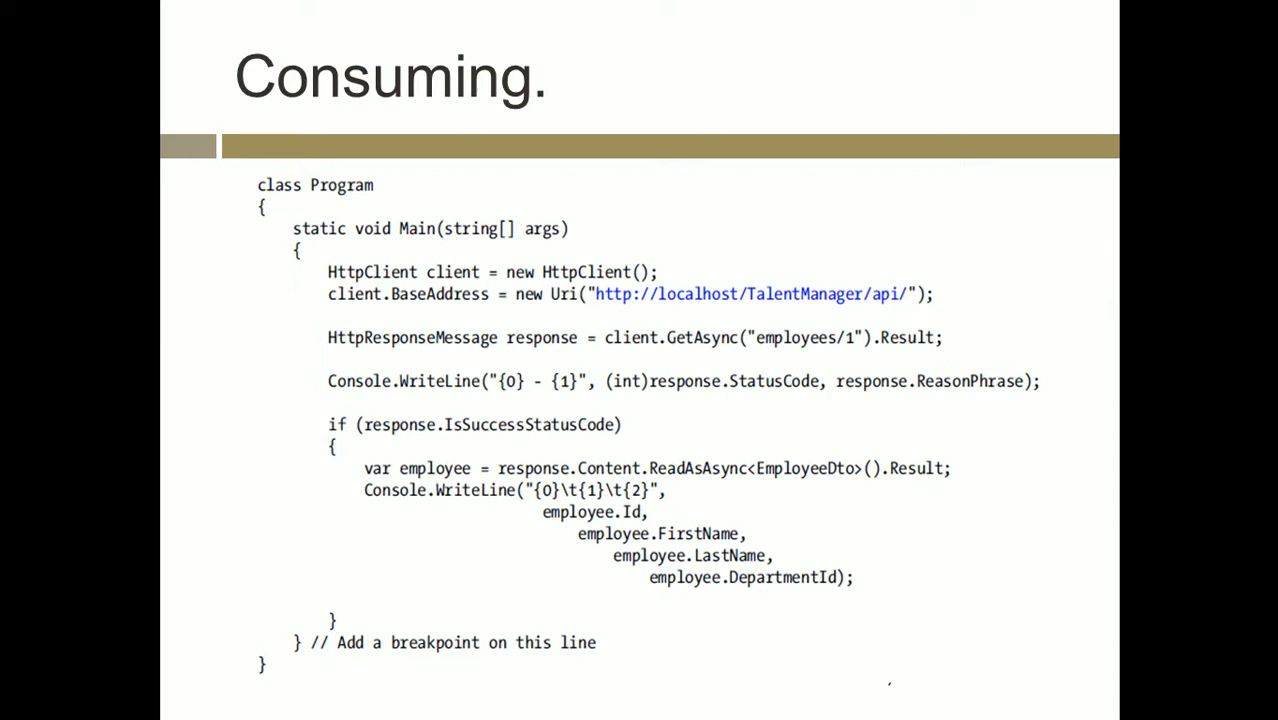 Consuming.
class Program
{
static void Main(string[] args)
{
HttpClient client = new HttpClient();
client.BaseAddress = new Uri("http://localhost/TalentManager/api/");
HttpResponseMessage response = client.GetAsync("employees/1").Result;
Console.WriteLine("{0} - {1}", (int)response.StatusCode, response.ReasonPhrase);
if (response.IsSuccessStatusCode)
{
var employee = response.Content.ReadAsAsync<EmployeeDto>().Result;
Console.WriteLine("{0}\t{1}\t{2}",
employee.Id,
employee.FirstName,
employee.LastName,
employee.DepartmentId);
}
} // Add a breakpoint on this line
}